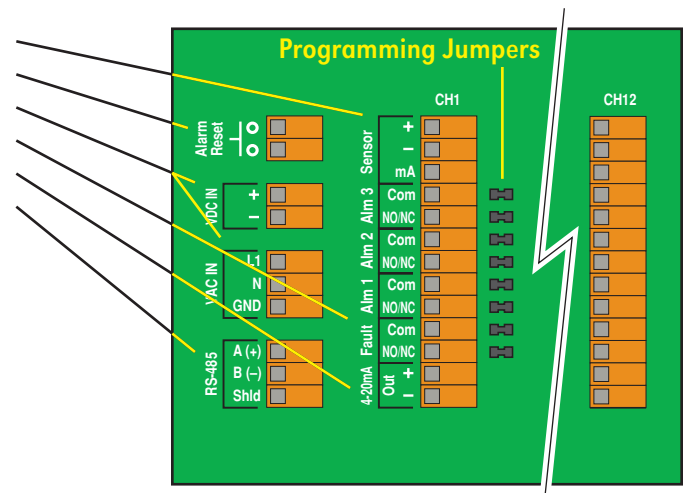 Programming Jumpers
CH1
CH12
Alarm
Reset
VDC IN
+
–
VAC IN
L1
N
GND
RS-485
A (+)
B (–)
Shld
Sensor
+
–
mA
Alm 3
Com
NO/NC
Alm 2
Com
NO/NC
Alm 1
Com
NO/NC
Fault
Com
NO/NC
4-20mA
Out
+
–